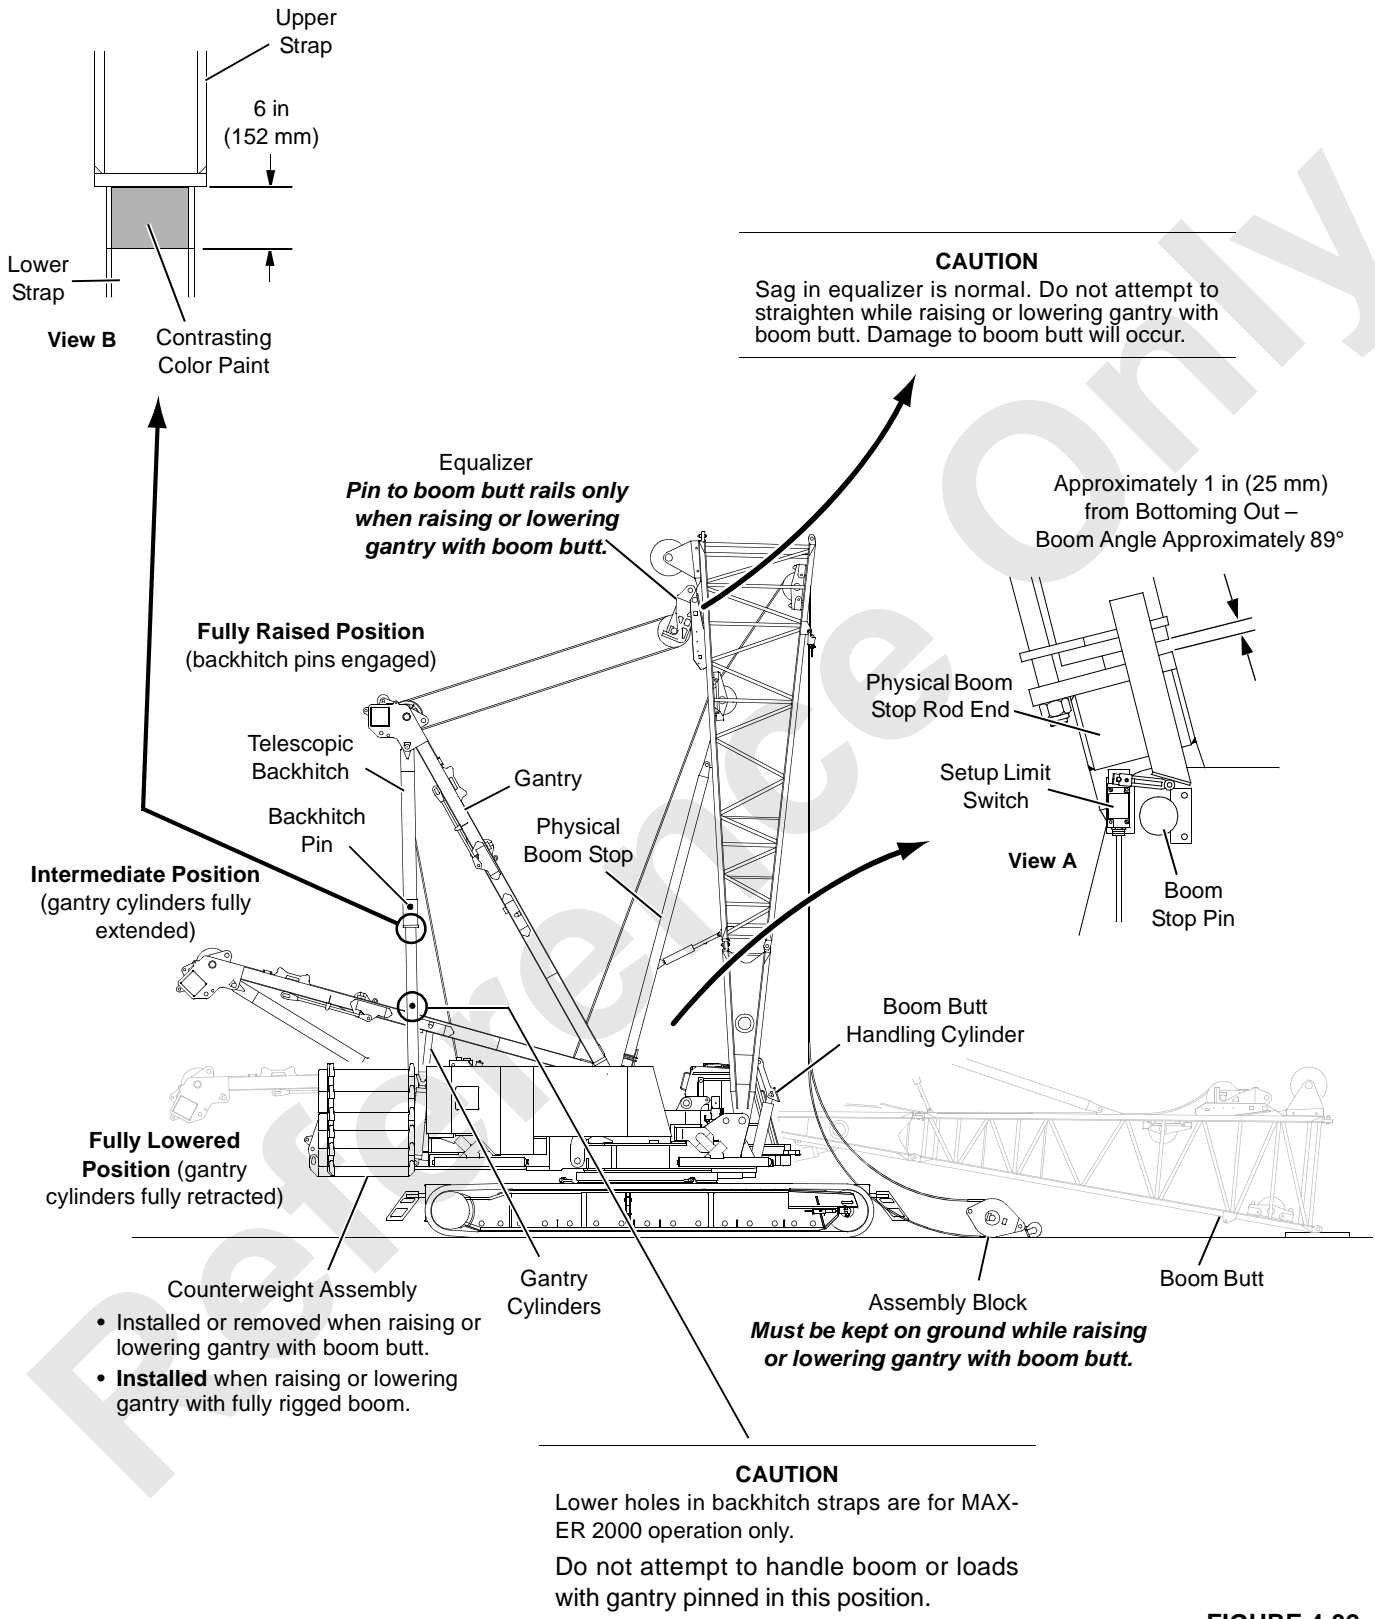 Upper
Strap
6 in
(152 mm)
Lower
Strap
View B
Contrasting
Color Paint
CAUTION
Sag in equalizer is normal. Do not attempt to
straighten while raising or lowering gantry with
boom butt. Damage to boom butt will occur.
Equalizer
Pin to boom butt rails only
when raising or lowering
gantry with boom butt.
Approximately 1 in (25 mm)
from Bottoming Out –
Boom Angle Approximately 89°
Fully Raised Position
(backhitch pins engaged)
Physical Boom
Stop Rod End
Telescopic
Backhitch
Gantry
Setup Limit
Switch
Backhitch
Pin
Physical
Boom Stop
View A
Boom
Stop Pin
Intermediate Position
(gantry cylinders fully
extended)
Boom Butt
Handling Cylinder
Fully Lowered
Position (gantry
cylinders fully retracted)
Counterweight Assembly
• Installed or removed when raising or
lowering gantry with boom butt.
• Installed when raising or lowering
gantry with fully rigged boom.
Gantry
Cylinders
Assembly Block
Must be kept on ground while raising
or lowering gantry with boom butt.
Boom Butt
CAUTION
Lower holes in backhitch straps are for MAX-
ER 2000 operation only.
Do not attempt to handle boom or loads
with gantry pinned in this position.
Reference Only